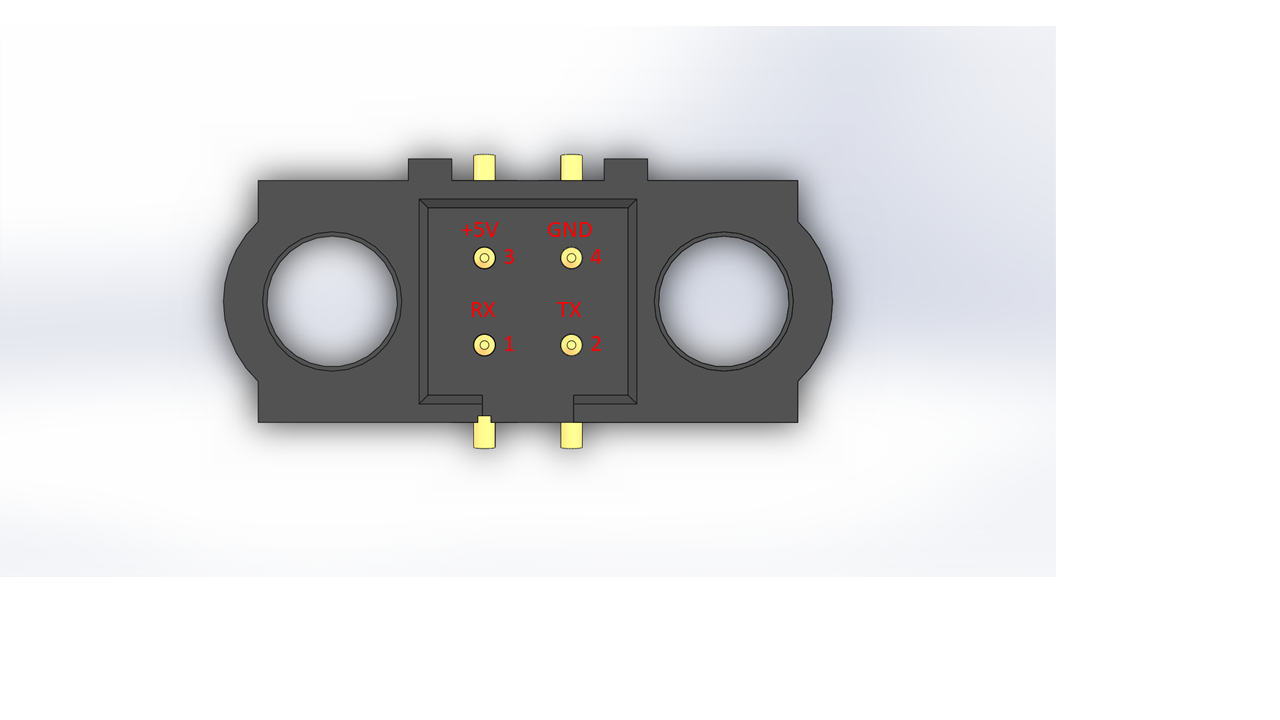 +5V GND
3 4
RX TX
1 2